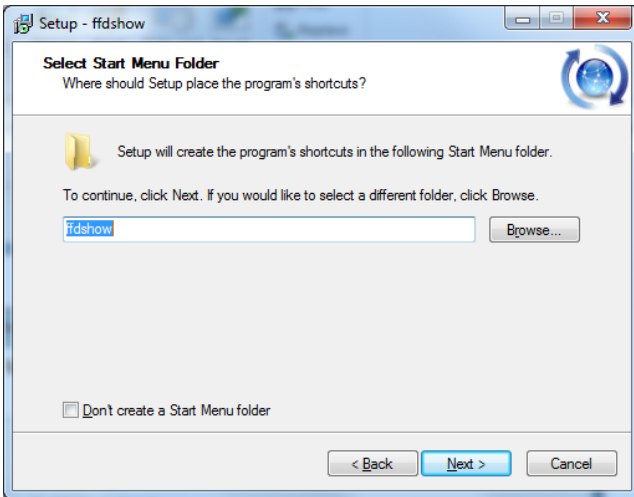 Setup - ffdshow
Select Start Menu Folder
Where should Setup place the program's shortcuts?
Setup will create the program's shortcuts in the following Start Menu folder.
To continue, click Next. If you would like to select a different folder, click Browse.
ffdshow
Browse...
Don't create a Start Menu folder
< Back Next > Cancel